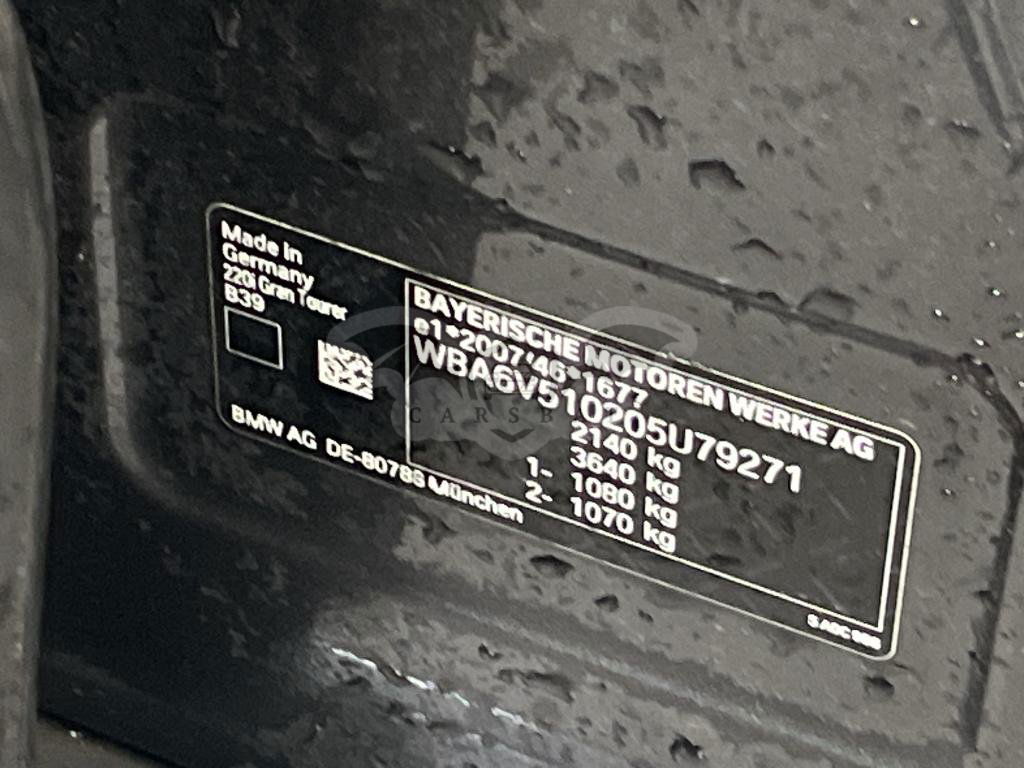 Made in
Germany
220i Gran Tourer
B39
BAYERISCHE MOTOREN WERKE AG
e1*2007/46*1677
WBA6V510205U79271
2140 kg
3640 kg
1- 1080 kg
2- 1070 kg
BMW AG DE-80788 München
CARSB